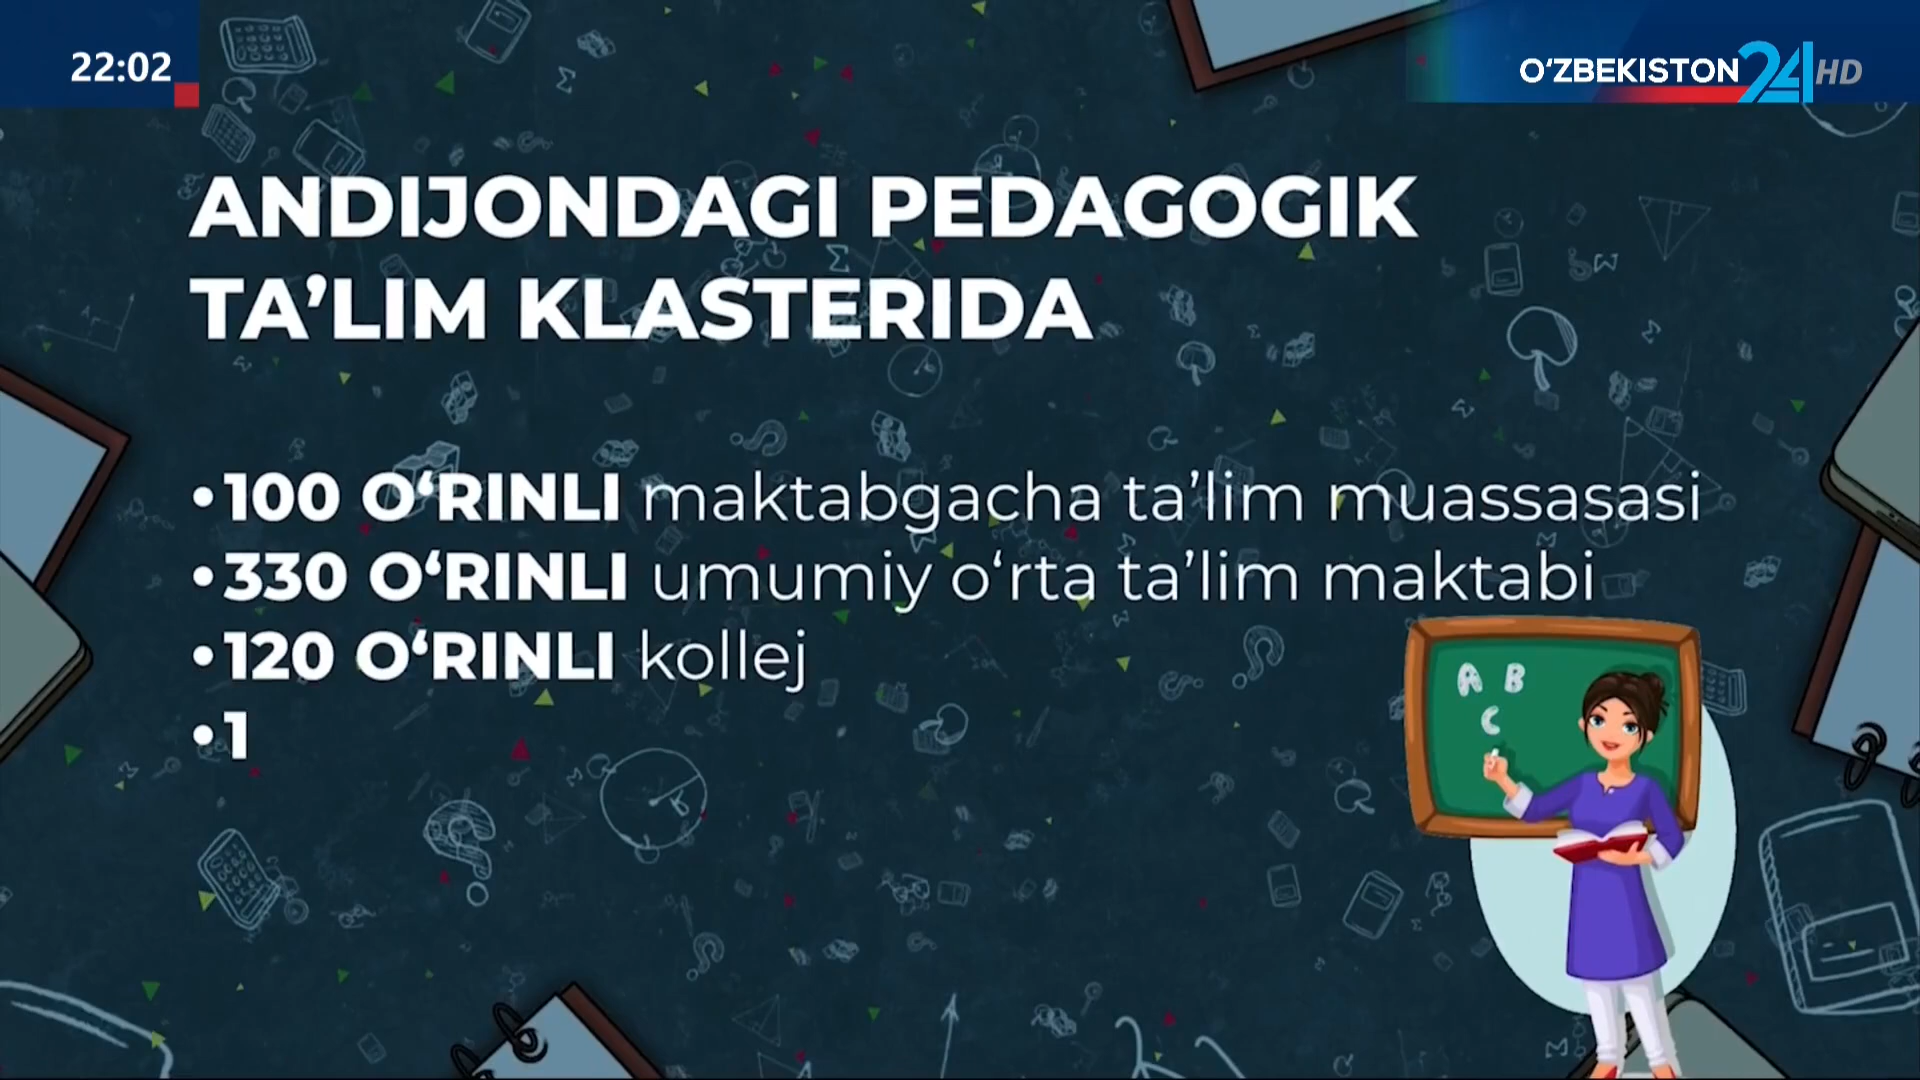 22:02
O‘ZBEKISTON 24 HD
ANDIJONDAGI PEDAGOGIK
TA’LIM KLASTERIDA
•100 O‘RINLI maktabgacha ta’lim muassasasi
•330 O‘RINLI umumiy o‘rta ta’lim maktabi
•120 O‘RINLI kollej
•1
A B
C